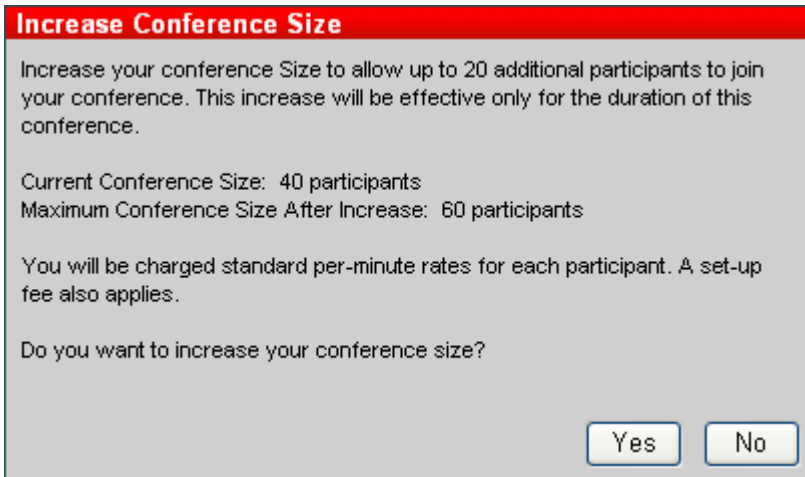 Increase Conference Size
Increase your conference Size to allow up to 20 additional participants to join
your conference. This increase will be effective only for the duration of this
conference.
Current Conference Size: 40 participants
Maximum Conference Size After Increase: 60 participants
You will be charged standard per-minute rates for each participant. A set-up
fee also applies.
Do you want to increase your conference size?
Yes No